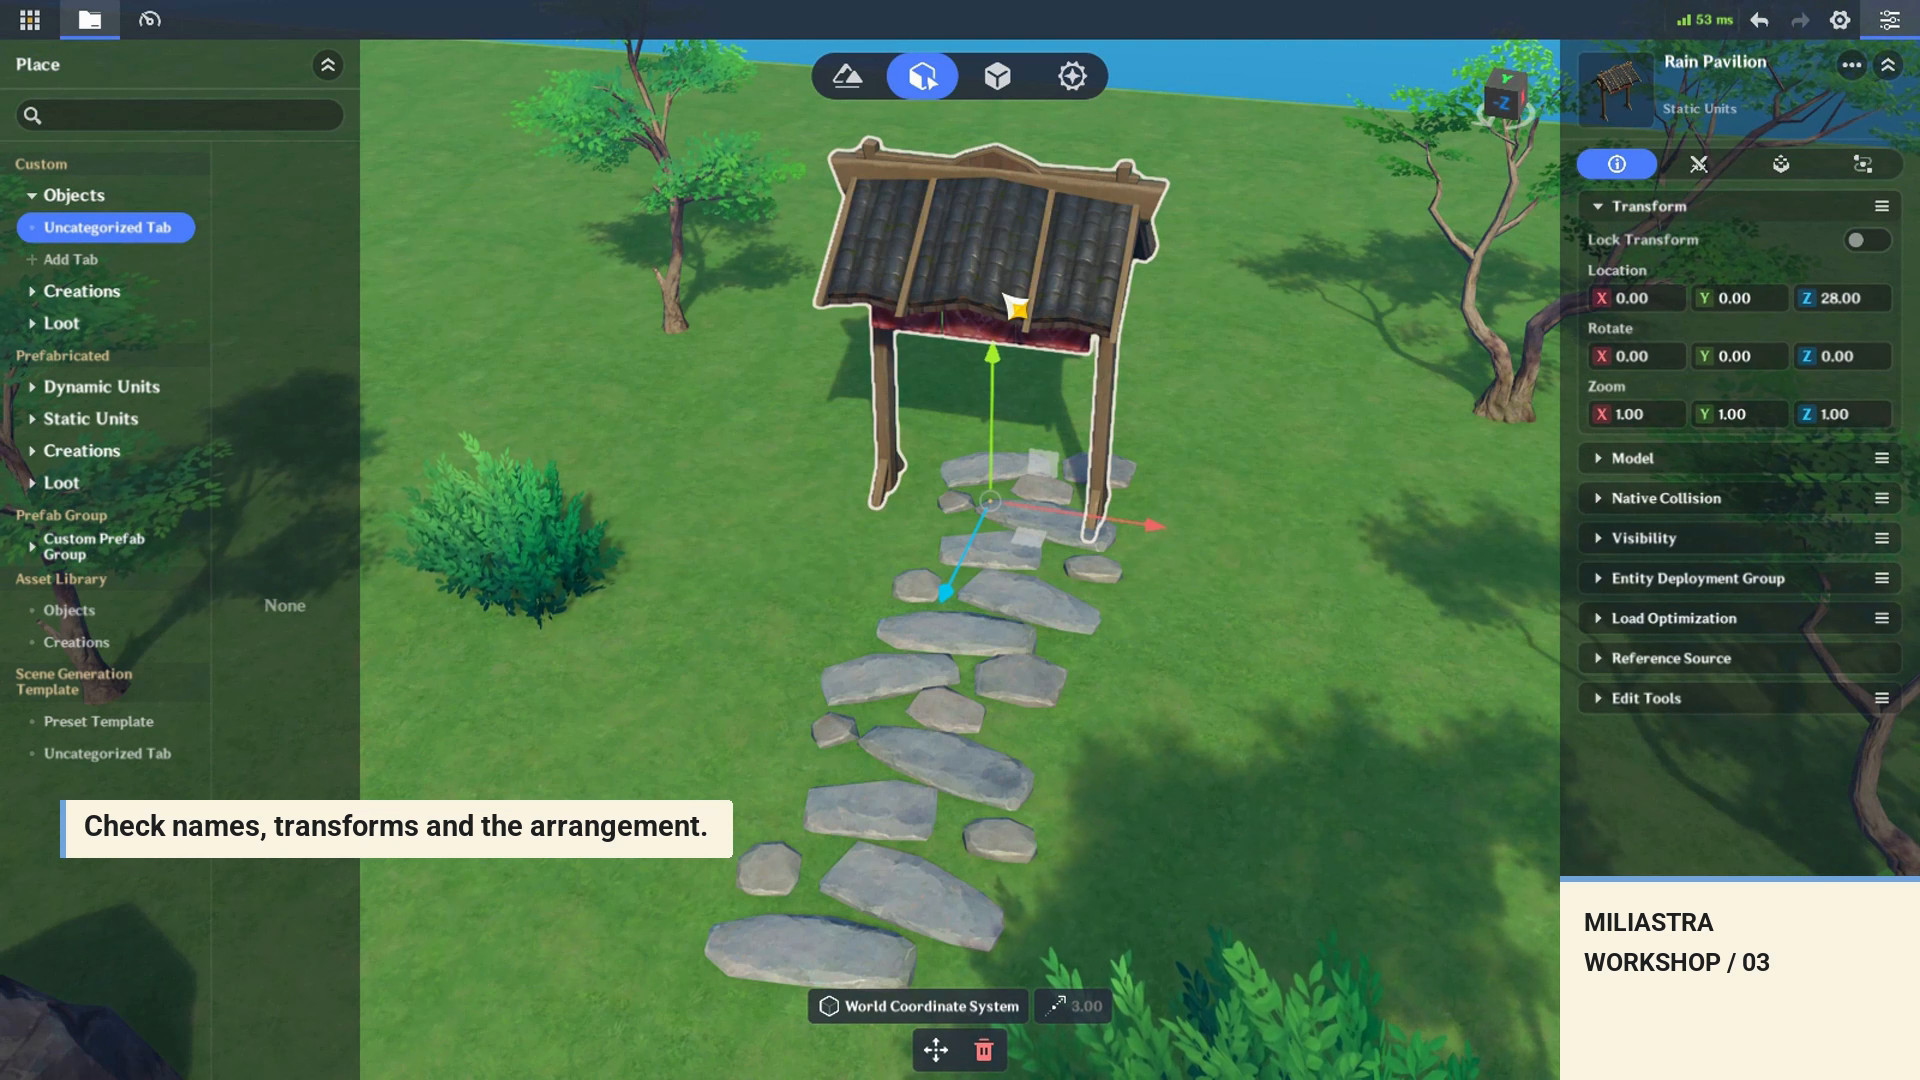 53 ms
Place
Custom
Objects
Uncategorized Tab
Add Tab
Creations
Loot
Prefabricated
Dynamic Units
Static Units
Creations
Loot
Prefab Group
Custom Prefab
Group
Asset Library
Objects
Creations
None
Scene Generation
Template
Preset Template
Uncategorized Tab
Check names, transforms and the arrangement.
Y
-Z
World Coordinate System
3.00
Rain Pavilion
Static Units
Transform
Lock Transform
Location
X 0.00 Y 0.00 Z 28.00
Rotate
X 0.00 Y 0.00 Z 0.00
Zoom
X 1.00 Y 1.00 Z 1.00
Model
Native Collision
Visibility
Entity Deployment Group
Load Optimization
Reference Source
Edit Tools
MILIASTRA
WORKSHOP / 03